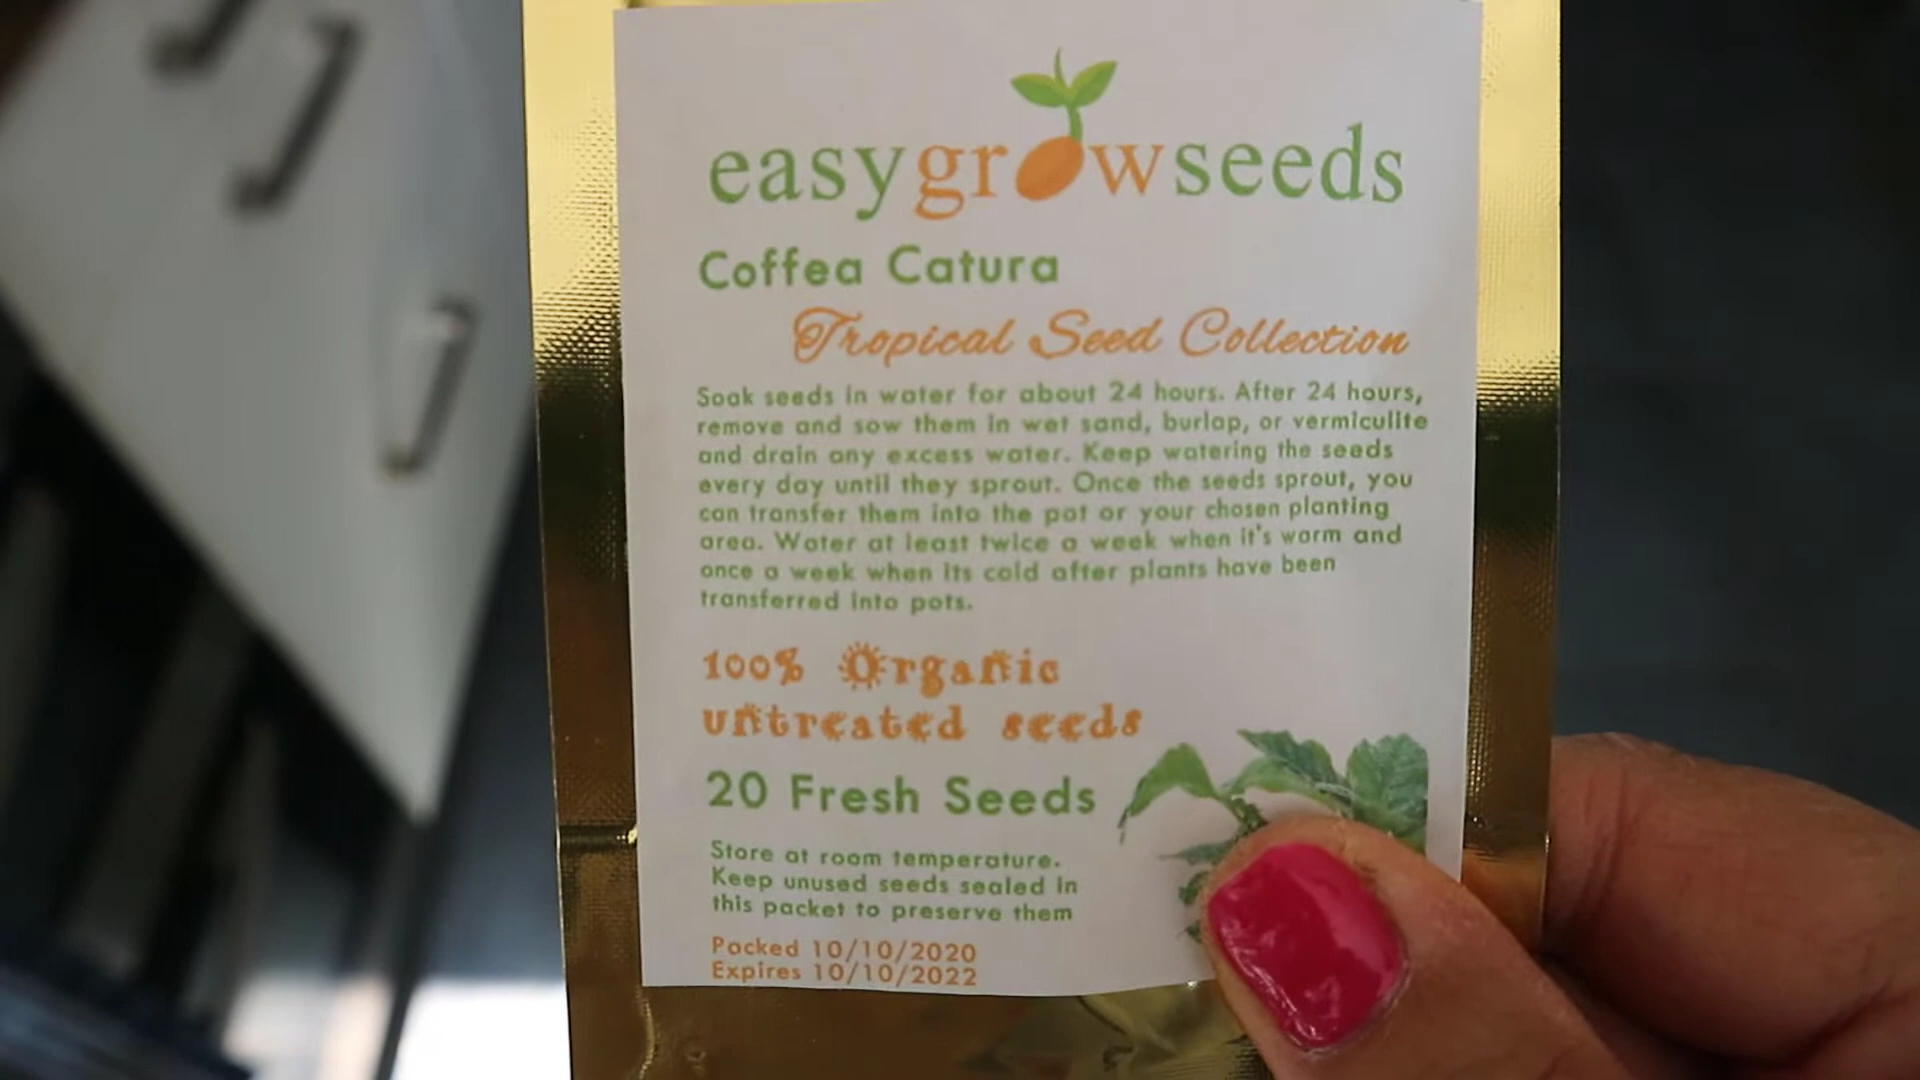 easygrowseeds
Coffea Catura
Tropical Seed Collection
Soak seeds in water for about 24 hours. After 24 hours,
remove and sow them in wet sand, burlap, or vermiculite
and drain any excess water. Keep watering the seeds
every day until they sprout. Once the seeds sprout, you
can transfer them into the pot or your chosen planting
area. Water at least twice a week when it's warm and
once a week when its cold after plants have been
transferred into pots.
100% Organic
untreated seeds
20 Fresh Seeds
Store at room temperature.
Keep unused seeds sealed in
this packet to preserve them
Packed 10/10/2020
Expires 10/10/2022